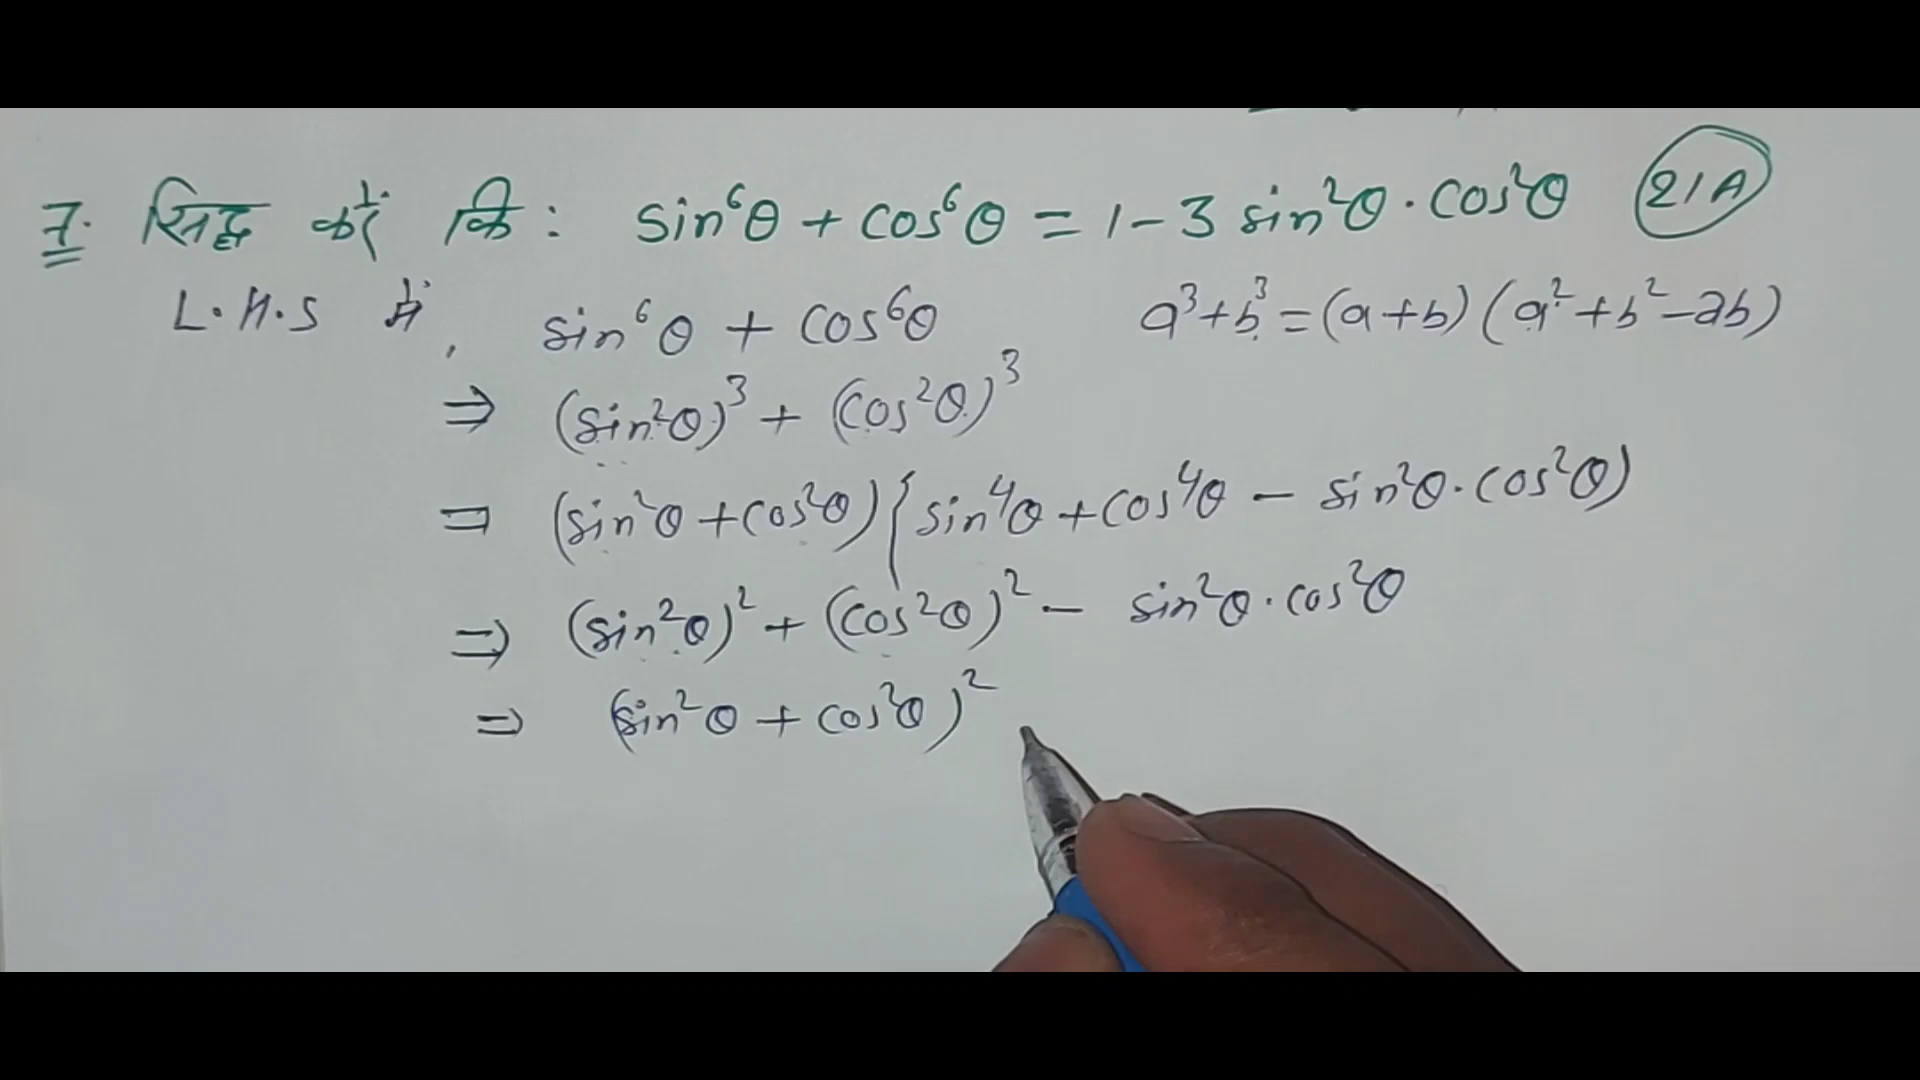 7. सिद्ध करें कि : sin⁶θ + cos⁶θ = 1 - 3 sin²θ · cos²θ (21A)
L.H.S में, sin⁶θ + cos⁶θ a³+b³ = (a+b) (a²+b²-ab)
⇒ (sin²θ)³ + (cos²θ)³
= (sin²θ + cos²θ) {sin⁴θ + cos⁴θ - sin²θ · cos²θ)
⇒ (sin²θ)² + (cos²θ)² - sin²θ · cos²θ
⇒ (sin²θ + cos²θ)²